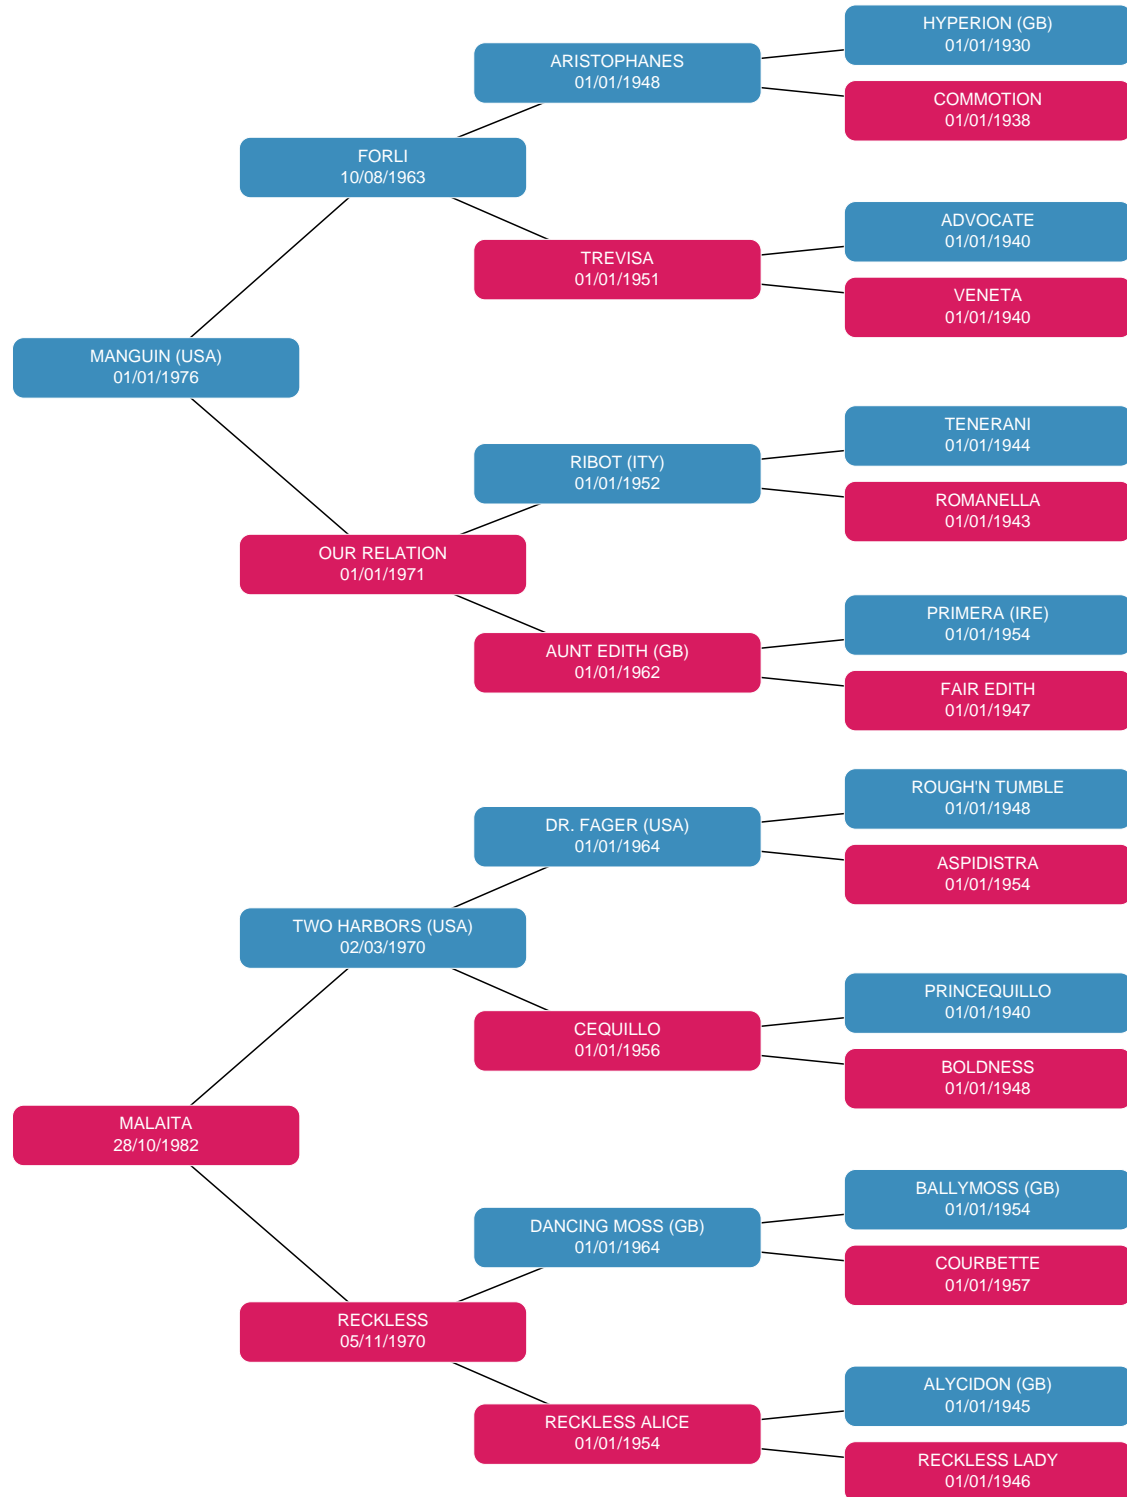 HYPERION (GB)
01/01/1930
ARISTOPHANES
01/01/1948
COMMOTION
01/01/1938
FORLI
10/08/1963
ADVOCATE
01/01/1940
TREVISA
01/01/1951
VENETA
01/01/1940
MANGUIN (USA)
01/01/1976
TENERANI
01/01/1944
RIBOT (ITY)
01/01/1952
ROMANELLA
01/01/1943
OUR RELATION
01/01/1971
PRIMERA (IRE)
01/01/1954
AUNT EDITH (GB)
01/01/1962
FAIR EDITH
01/01/1947
ROUGH'N TUMBLE
01/01/1948
DR. FAGER (USA)
01/01/1964
ASPIDISTRA
01/01/1954
TWO HARBORS (USA)
02/03/1970
PRINCEQUILLO
01/01/1940
CEQUILLO
01/01/1956
BOLDNESS
01/01/1948
MALAITA
28/10/1982
BALLYMOSS (GB)
01/01/1954
DANCING MOSS (GB)
01/01/1964
COURBETTE
01/01/1957
RECKLESS
05/11/1970
ALYCIDON (GB)
01/01/1945
RECKLESS ALICE
01/01/1954
RECKLESS LADY
01/01/1946